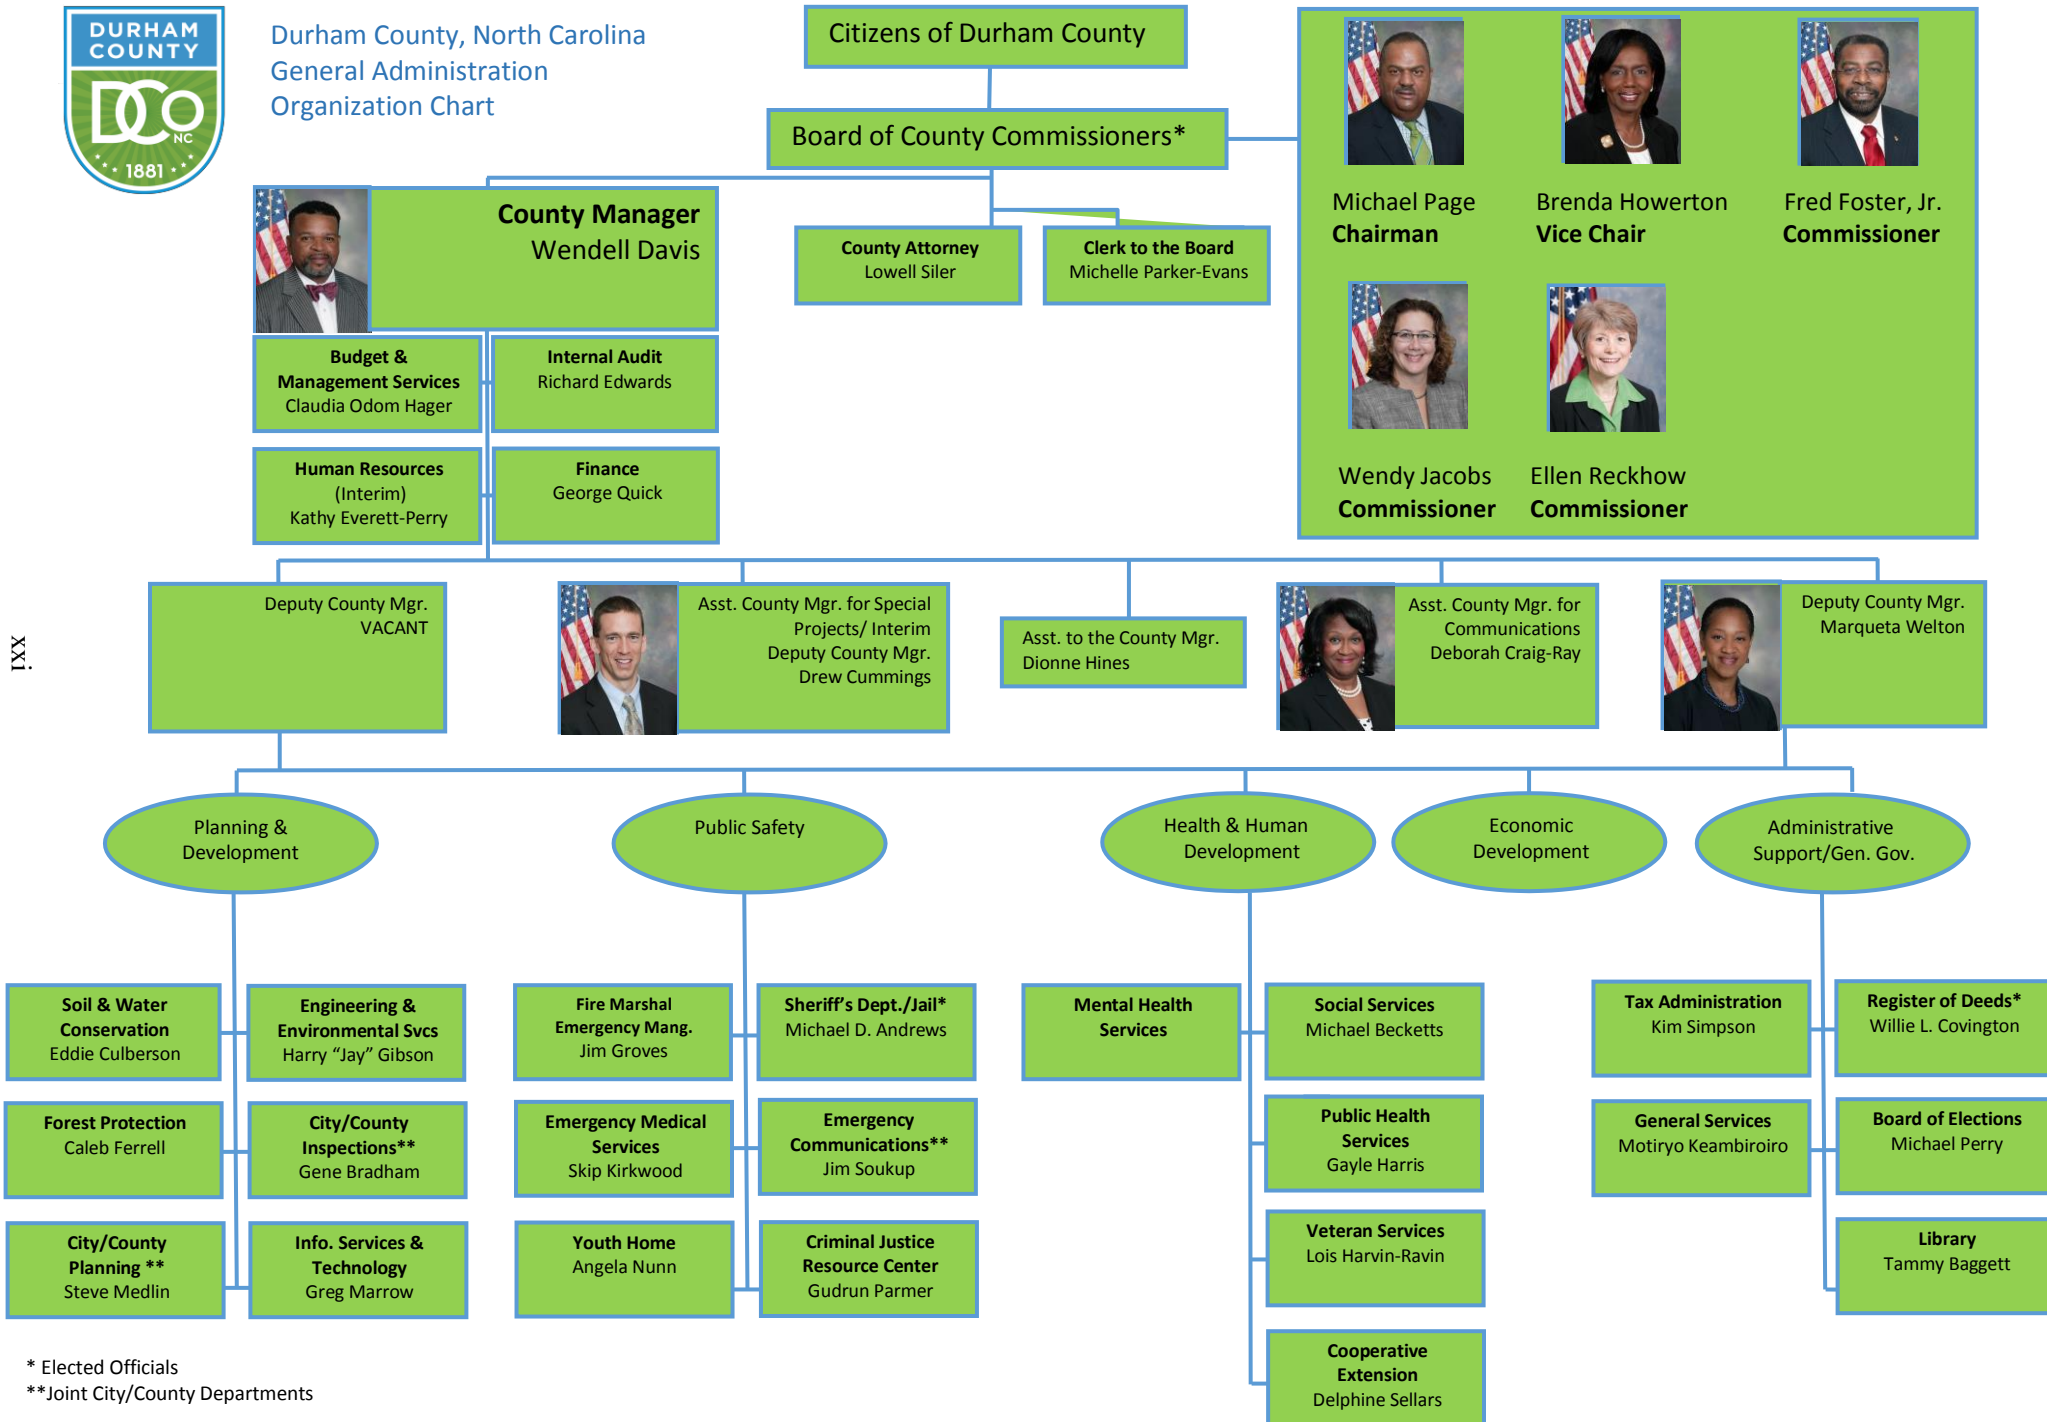 DURHAM
COUNTY
DCO
NC
1881
Durham County, North Carolina
General Administration
Organization Chart
Citizens of Durham County
Board of County Commissioners*
Michael Page
Chairman
Brenda Howerton
Vice Chair
Fred Foster, Jr.
Commissioner
Wendy Jacobs
Commissioner
Ellen Reckhow
Commissioner
County Manager
Wendell Davis
County Attorney
Lowell Siler
Clerk to the Board
Michelle Parker-Evans
Budget &
Management Services
Claudia Odom Hager
Internal Audit
Richard Edwards
Human Resources
(Interim)
Kathy Everett-Perry
Finance
George Quick
Deputy County Mgr.
VACANT
Asst. County Mgr. for Special
Projects/ Interim
Deputy County Mgr.
Drew Cummings
Asst. to the County Mgr.
Dionne Hines
Asst. County Mgr. for
Communications
Deborah Craig-Ray
Deputy County Mgr.
Marqueta Welton
xxi
Planning &
Development
Public Safety
Health & Human
Development
Economic
Development
Administrative
Support/Gen. Gov.
Soil & Water
Conservation
Eddie Culberson
Engineering &
Environmental Svcs
Harry “Jay” Gibson
Forest Protection
Caleb Ferrell
City/County
Inspections**
Gene Bradham
City/County
Planning **
Steve Medlin
Info. Services &
Technology
Greg Marrow
Fire Marshal
Emergency Mang.
Jim Groves
Sheriff’s Dept./Jail*
Michael D. Andrews
Emergency Medical
Services
Skip Kirkwood
Emergency
Communications**
Jim Soukup
Youth Home
Angela Nunn
Criminal Justice
Resource Center
Gudrun Parmer
Mental Health
Services
Social Services
Michael Becketts
Public Health
Services
Gayle Harris
Veteran Services
Lois Harvin-Ravin
Cooperative
Extension
Delphine Sellars
Tax Administration
Kim Simpson
Register of Deeds*
Willie L. Covington
General Services
Motiryo Keambiroiro
Board of Elections
Michael Perry
Library
Tammy Baggett
* Elected Officials
**Joint City/County Departments